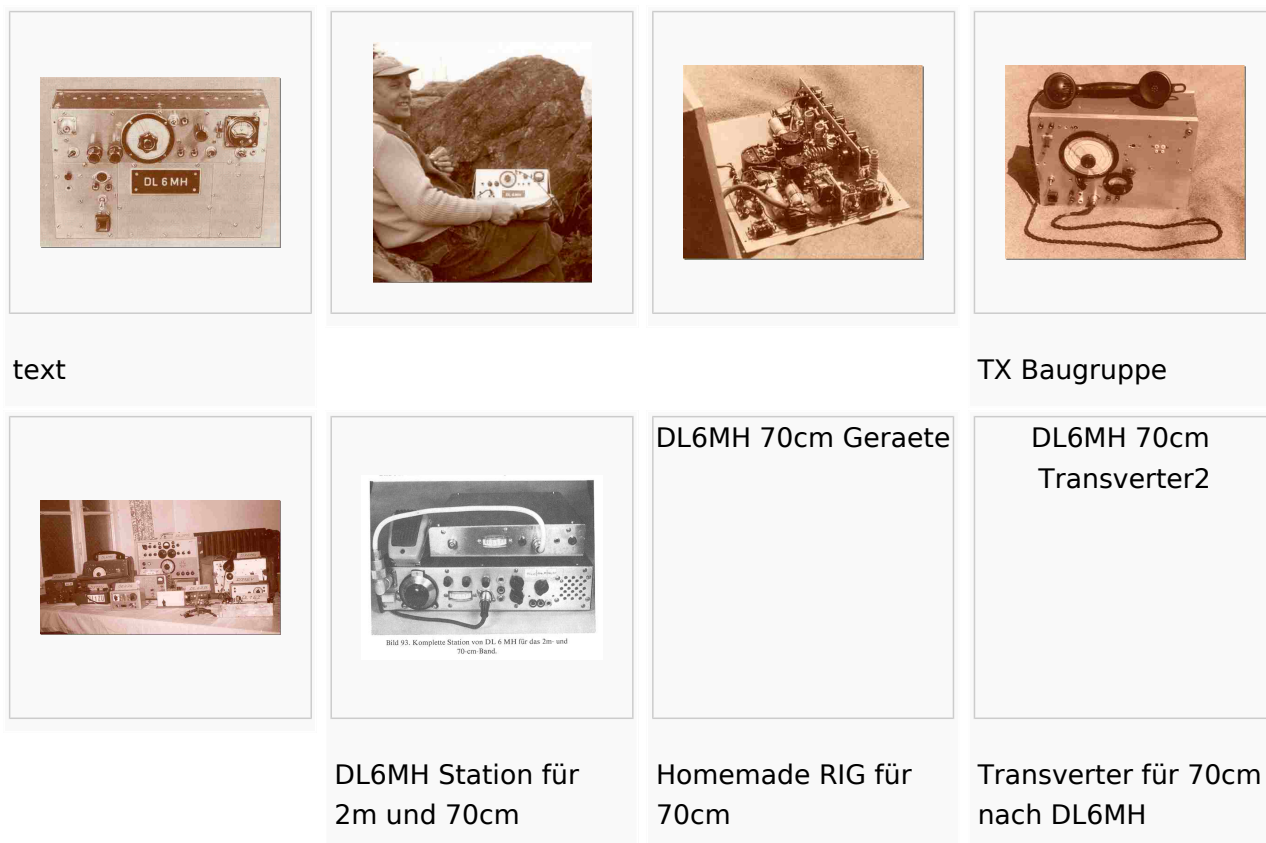 DL 6 MH
text
TX Baugruppe
Bild 93. Komplette Station von DL 6 MH für das 2m- und
70-cm-Band.
DL6MH 70cm Geraete
DL6MH 70cm
Transverter2
DL6MH Station für
2m und 70cm
Homemade RIG für
70cm
Transverter für 70cm
nach DL6MH